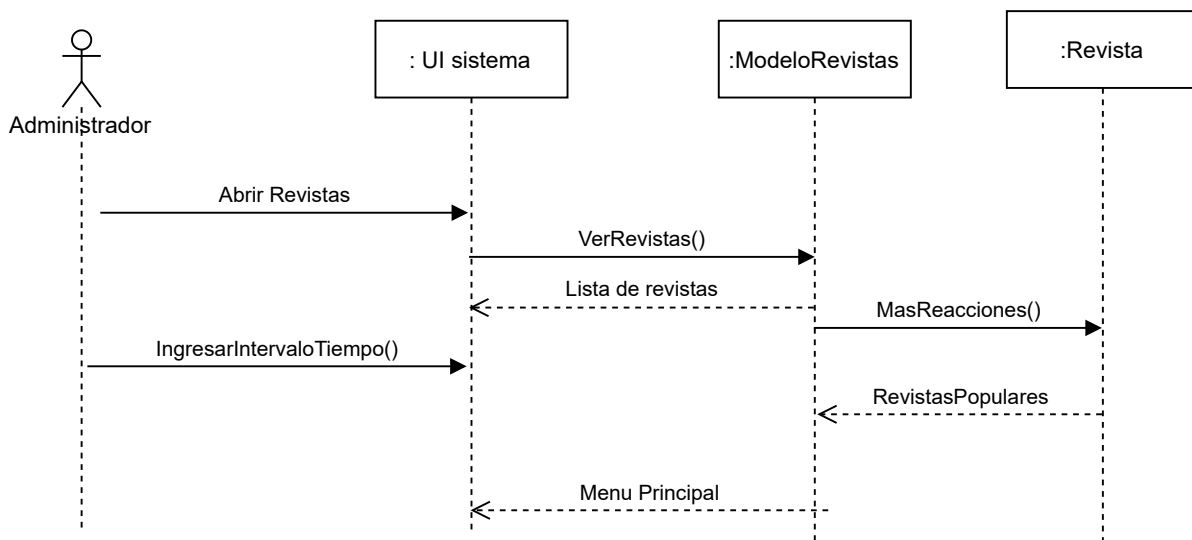 : UI sistema
:ModeloRevistas
:Revista
Administrador
Abrir Revistas
VerRevistas()
Lista de revistas
MasReacciones()
IngresarIntervaloTiempo()
RevistasPopulares
Menu Principal